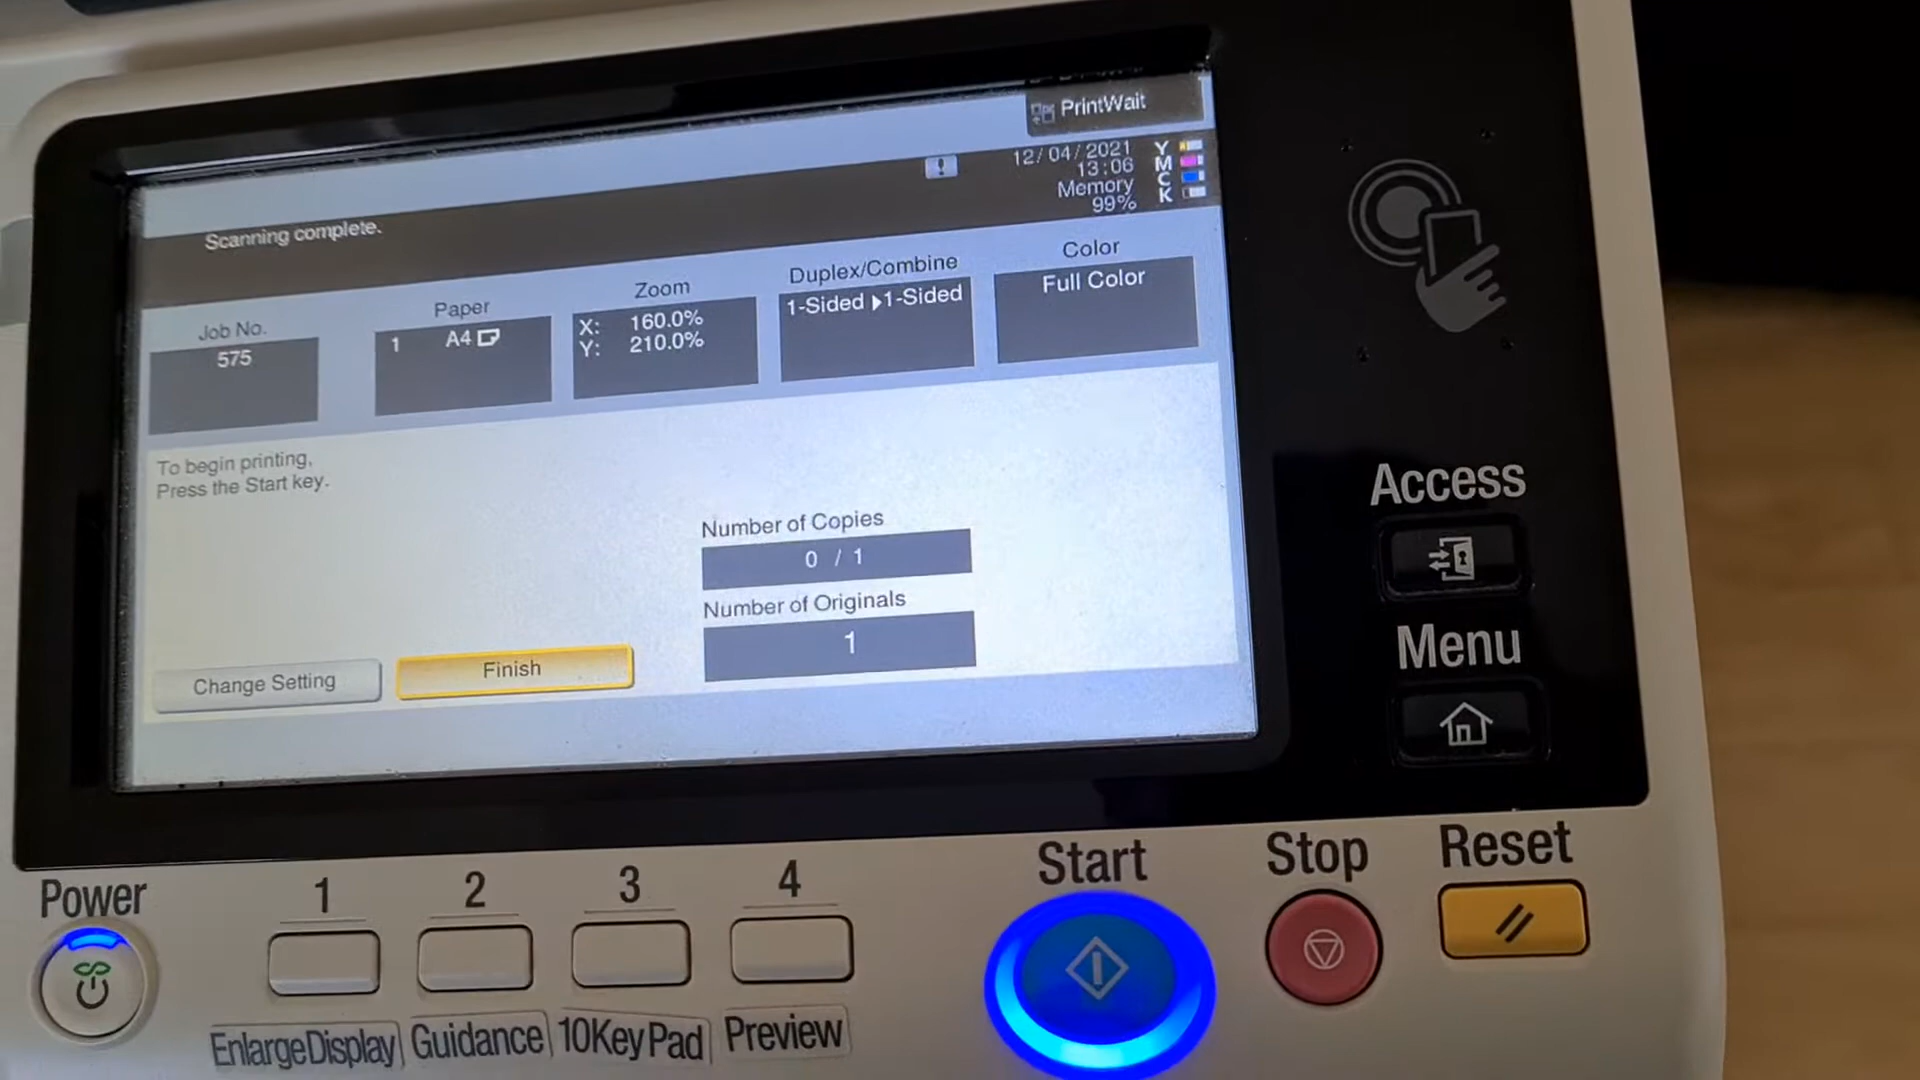 PrintWait
12/04/2021
13:06
Memory
99%
Y
M
C
K
Scanning complete.
Job No.
575
Paper
1 A4
Zoom
X: 160.0%
Y: 210.0%
Duplex/Combine
1-Sided ▶ 1-Sided
Color
Full Color
To begin printing,
Press the Start key.
Number of Copies
0 / 1
Number of Originals
1
Change Setting
Finish
Access
Menu
Power
1
2
3
4
Start
Stop
Reset
EnlargeDisplay
Guidance
10KeyPad
Preview